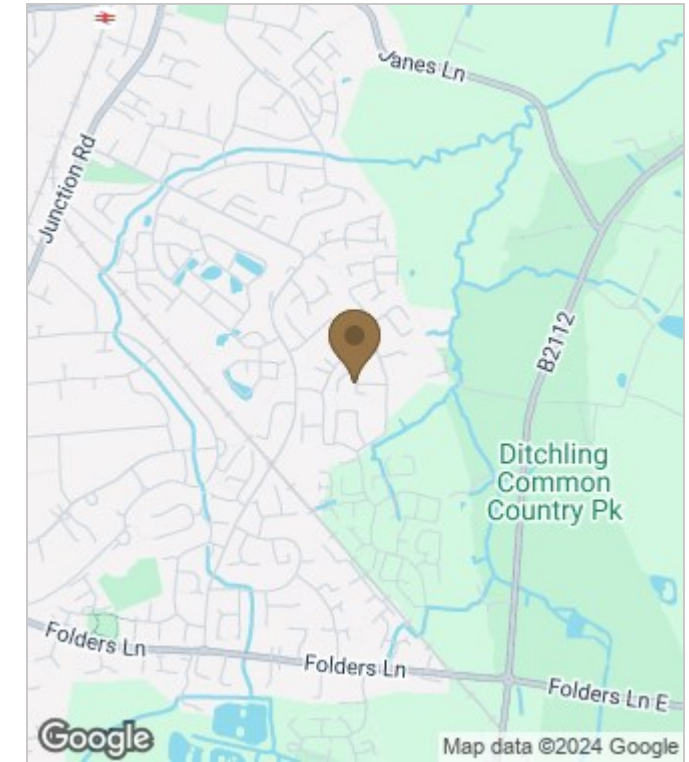 Janes Ln
Junction Rd
B2112
Ditchling
Common
Country Pk
Folders Ln
Folders Ln
Folders Ln E
Google
Map data ©2024 Google